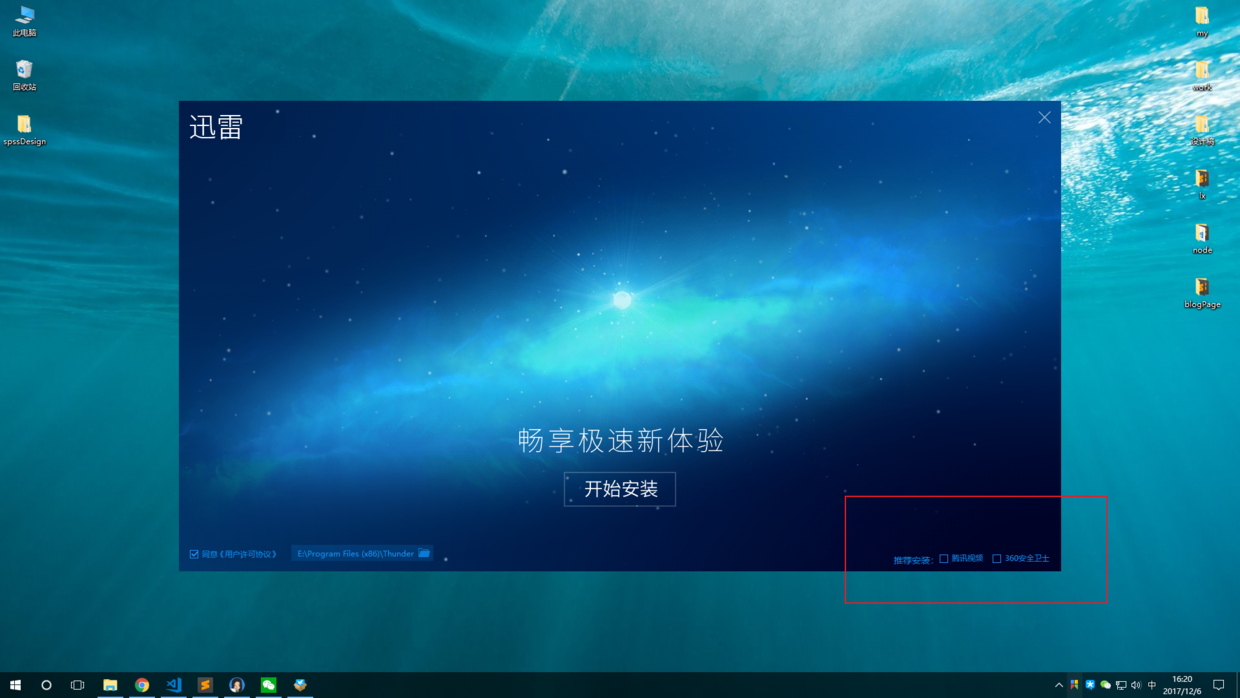 此电脑
回收站
spssDesign
迅雷
畅享极速新体验
开始安装
同意《用户许可协议》
E:\Program Files (x86)\Thunder
推荐安装: 腾讯视频 360安全卫士
my
work
设计稿
lx
node
blogPage
中
16:20
2017/12/6